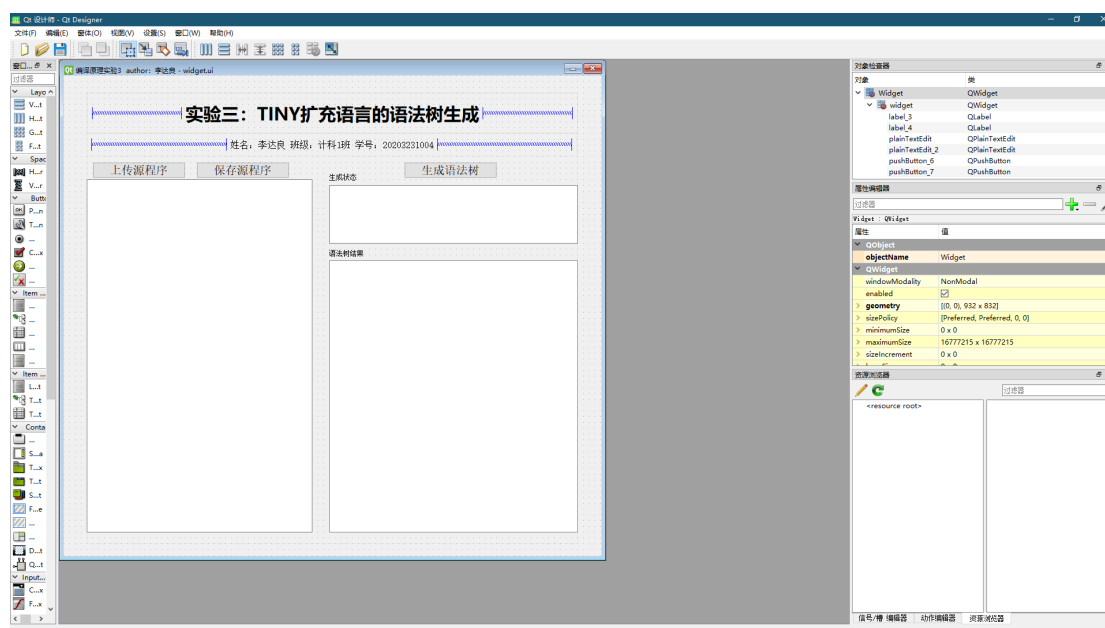 Qt 设计师 - Qt Designer
文件(F) 编辑(E) 窗体(O) 视图(V) 设置(S) 窗口(W) 帮助(H)
窗口...
过滤器
Layo
V...t
H...t
G...t
F...t
Spac
H...r
V...r
Butt
P...n
T...n
...
C...x
...
...
Item ...
...
...
...
...
...
Item ...
L...t
T...t
T...t
Conta
...
S...a
T...x
T...t
S...t
F...e
...
...
D...t
Q...t
Input...
C...x
F...x
编译原理实验3 author: 李达良 - widget.ui
实验三：TINY扩充语言的语法树生成
姓名：李达良 班级：计科1班 学号：20203231004
上传源程序 保存源程序 生成语法树
生成状态
语法树结果
对象检查器
对象 类
Widget QWidget
widget QWidget
label_3 QLabel
label_4 QLabel
plainTextEdit QPlainTextEdit
plainTextEdit_2 QPlainTextEdit
pushButton_6 QPushButton
pushButton_7 QPushButton
属性编辑器
过滤器
Widget : QWidget
属性 值
QObject
objectName Widget
QWidget
windowModality NonModal
enabled
geometry [(0, 0), 932 x 832]
sizePolicy [Preferred, Preferred, 0, 0]
minimumSize 0 x 0
maximumSize 16777215 x 16777215
sizeIncrement 0 x 0
资源浏览器
过滤器
<resource root>
信号/槽 编辑器 动作编辑器 资源浏览器